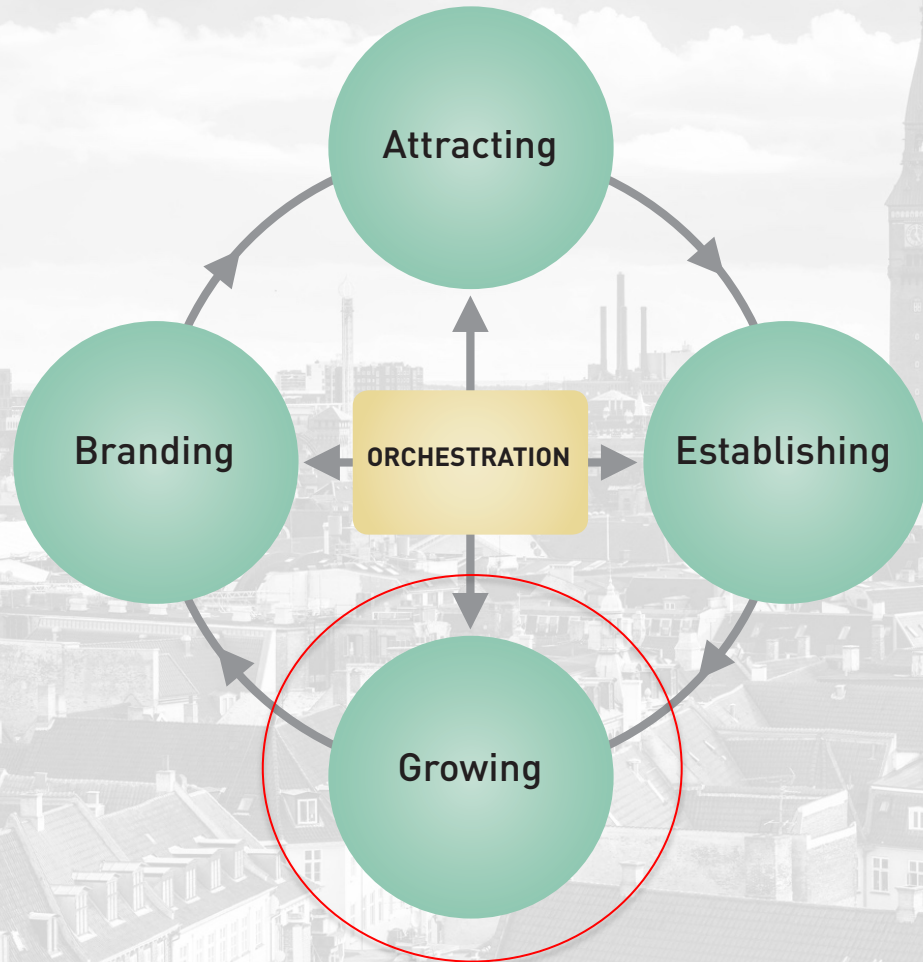 Attracting
Branding
ORCHESTRATION
Establishing
Growing